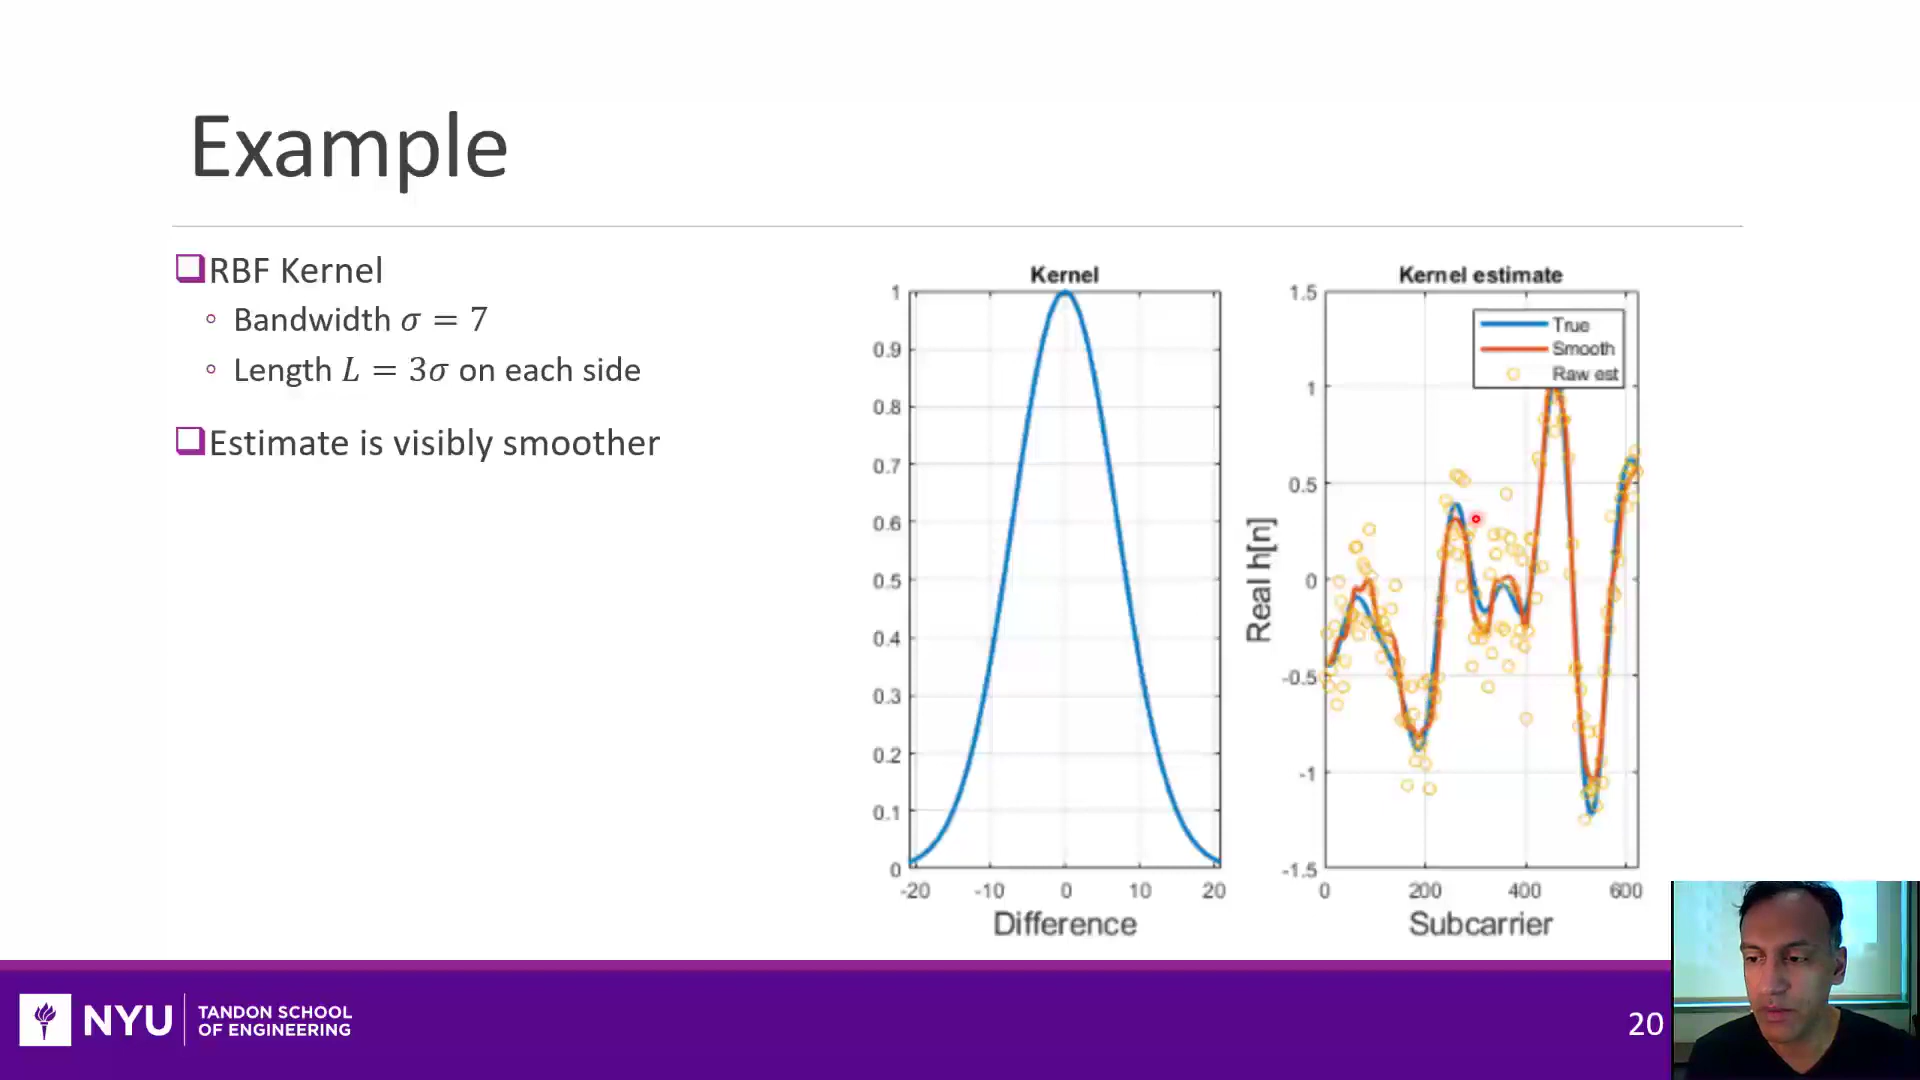 Example
RBF Kernel
Bandwidth σ = 7
Length L = 3σ on each side
Estimate is visibly smoother
Kernel
1
0.9
0.8
0.7
0.6
0.5
0.4
0.3
0.2
0.1
0
-20 -10 0 10 20
Difference
Kernel estimate
True
Smooth
Raw est
Real h[n]
1.5
1
0.5
0
-0.5
-1
-1.5
0 200 400 600
Subcarrier
NYU
TANDON SCHOOL
OF ENGINEERING
20